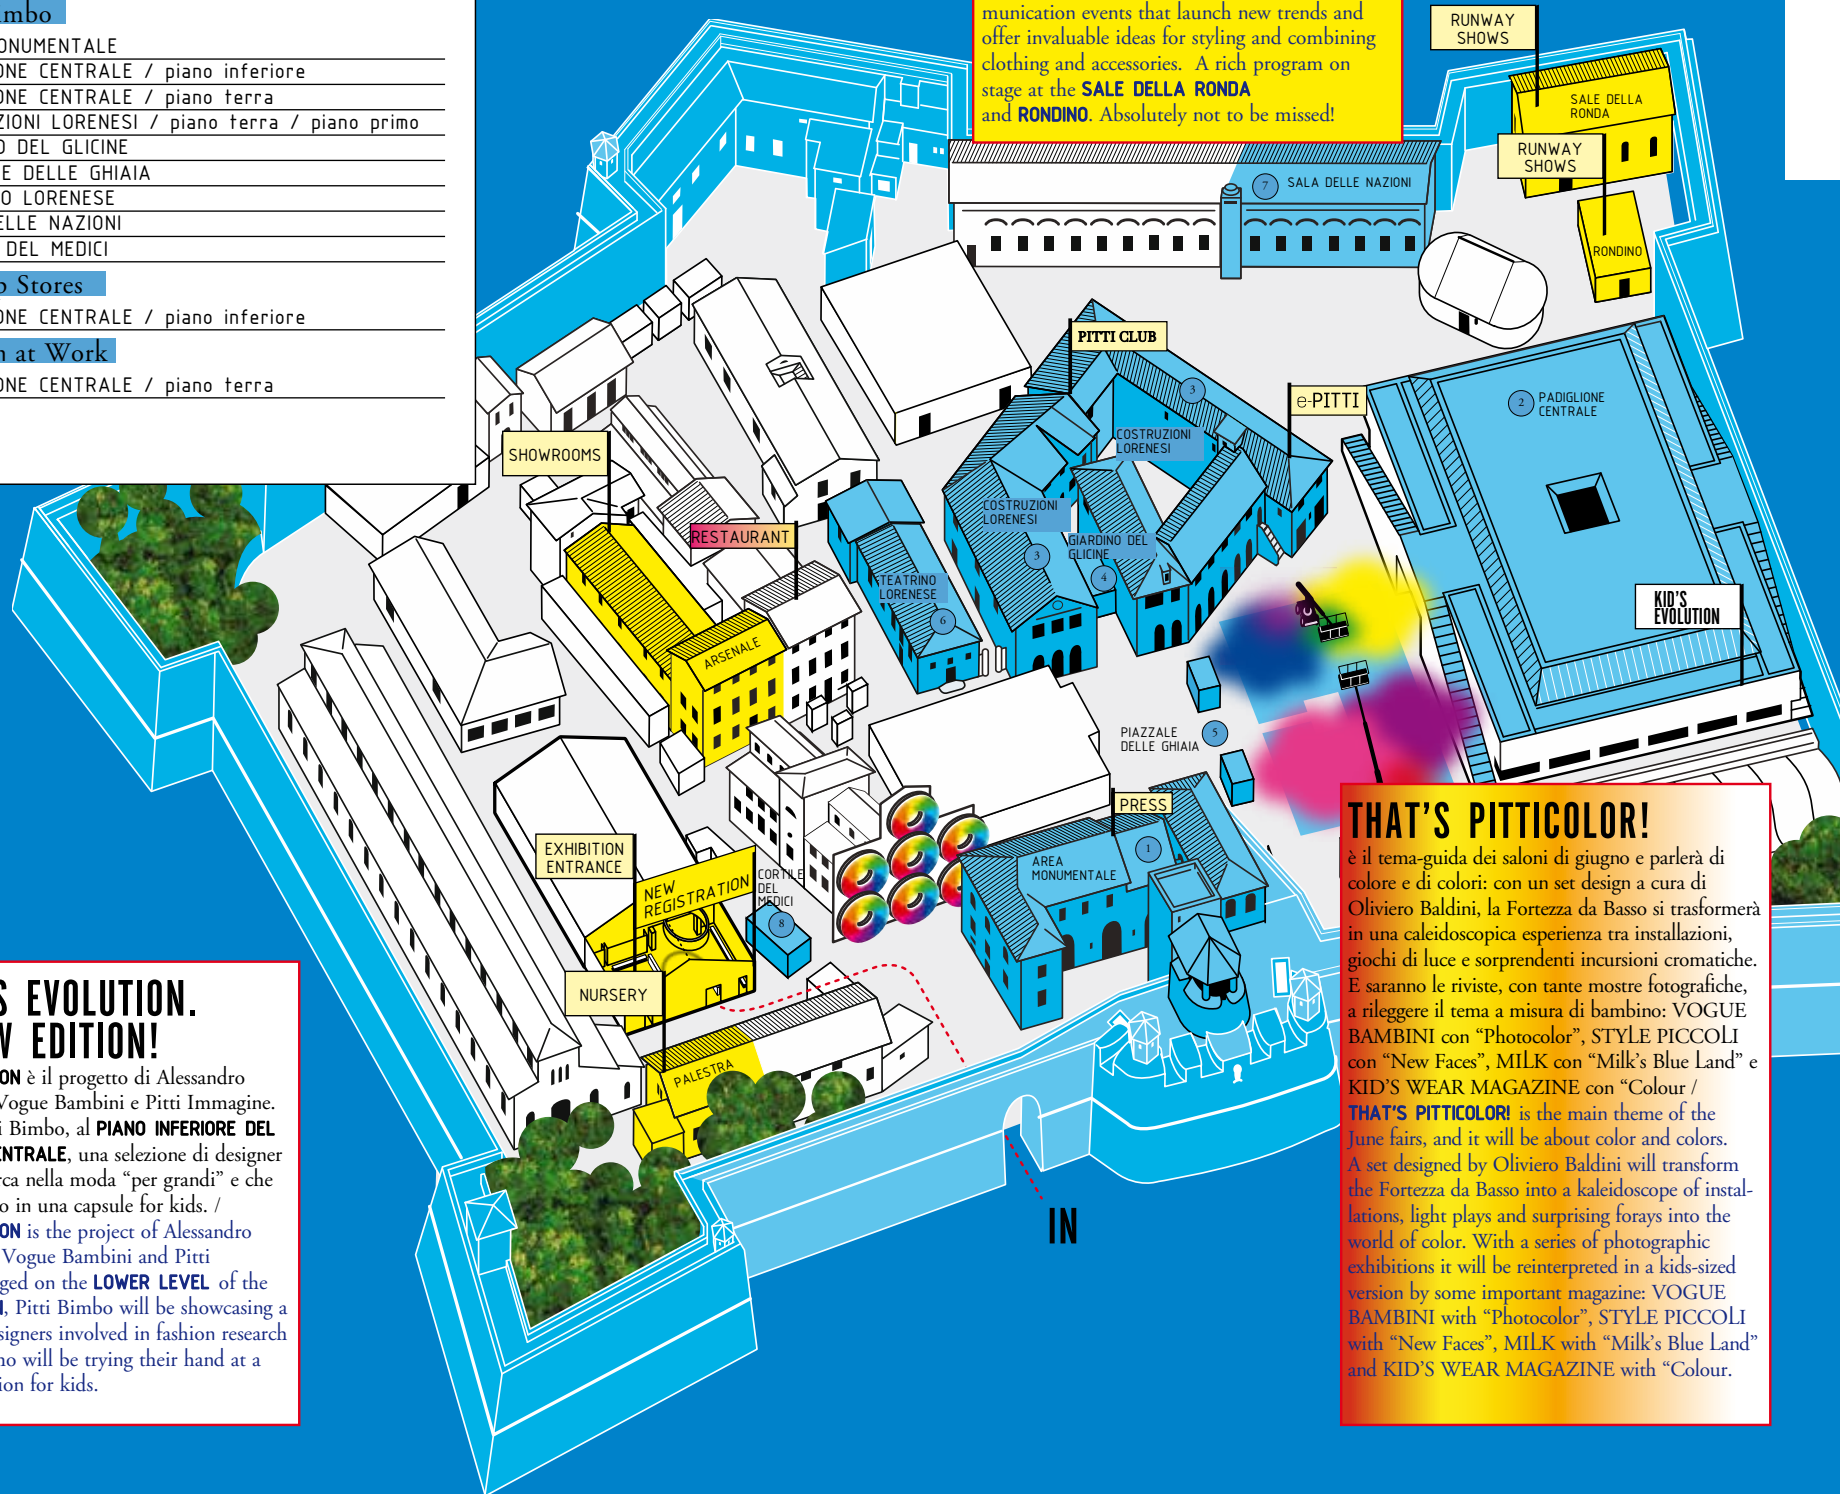 imbo
ONUMENTALE
ONE CENTRALE / piano inferiore
ONE CENTRALE / piano terra
ZIONI LORENESI / piano terra / piano primo
O DEL GLICINE
E DELLE GHIAIA
O LORENESE
ELLE NAZIONI
DEL MEDICI
p Stores
ONE CENTRALE / piano inferiore
n at Work
ONE CENTRALE / piano terra
munication events that launch new trends and
offer invaluable ideas for styling and combining
clothing and accessories. A rich program on
stage at the SALE DELLA RONDA
and RONDINO. Absolutely not to be missed!
RUNWAY
SHOWS
SALE DELLA
RONDA
RUNWAY
SHOWS
RONDINO
7 SALA DELLE NAZIONI
PITTI CLUB
3
e-PITTI
2 PADIGLIONE
CENTRALE
COSTRUZIONI
LORENESI
SHOWROOMS
COSTRUZIONI
LORENESI
3
RESTAURANT
GIARDINO DEL
GLICINE
4
TEATRINO
LORENESE
6
KID'S
EVOLUTION
ARSENALE
PIAZZALE
DELLE GHIAIA
5
PRESS
EXHIBITION
ENTRANCE
NEW
REGISTRATION
CORTILE
DEL
MEDICI
8
AREA
MONUMENTALE
1
NURSERY
PALESTRA
IN
S EVOLUTION.
W EDITION!
ON è il progetto di Alessandro
Vogue Bambini e Pitti Immagine.
i Bimbo, al PIANO INFERIORE DEL
ENTRALE, una selezione di designer
rca nella moda “per grandi” e che
o in una capsule for kids. /
ON is the project of Alessandro
Vogue Bambini and Pitti
ged on the LOWER LEVEL of the
, Pitti Bimbo will be showcasing a
signers involved in fashion research
ho will be trying their hand at a
ion for kids.
THAT'S PITTICOLOR!
è il tema-guida dei saloni di giugno e parlerà di
colore e di colori: con un set design a cura di
Oliviero Baldini, la Fortezza da Basso si trasformerà
in una caleidoscopica esperienza tra installazioni,
giochi di luce e sorprendenti incursioni cromatiche.
E saranno le riviste, con tante mostre fotografiche,
a rileggere il tema a misura di bambino: VOGUE
BAMBINI con “Photocolor”, STYLE PICCOLI
con “New Faces”, MILK con “Milk's Blue Land” e
KID'S WEAR MAGAZINE con “Colour /
THAT'S PITTICOLOR! is the main theme of the
June fairs, and it will be about color and colors.
A set designed by Oliviero Baldini will transform
the Fortezza da Basso into a kaleidoscope of instal-
lations, light plays and surprising forays into the
world of color. With a series of photographic
exhibitions it will be reinterpreted in a kids-sized
version by some important magazine: VOGUE
BAMBINI with “Photocolor”, STYLE PICCOLI
with “New Faces”, MILK with “Milk's Blue Land”
and KID'S WEAR MAGAZINE with “Colour.